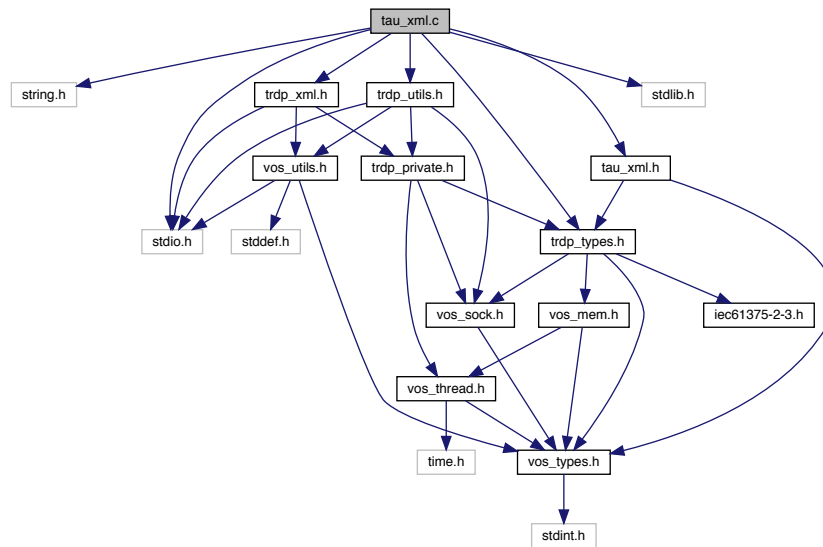 tau_xml.c
string.h
trdp_xml.h
trdp_utils.h
stdlib.h
vos_utils.h
trdp_private.h
tau_xml.h
stdio.h
stddef.h
trdp_types.h
vos_sock.h
vos_mem.h
iec61375-2-3.h
vos_thread.h
time.h
vos_types.h
stdint.h